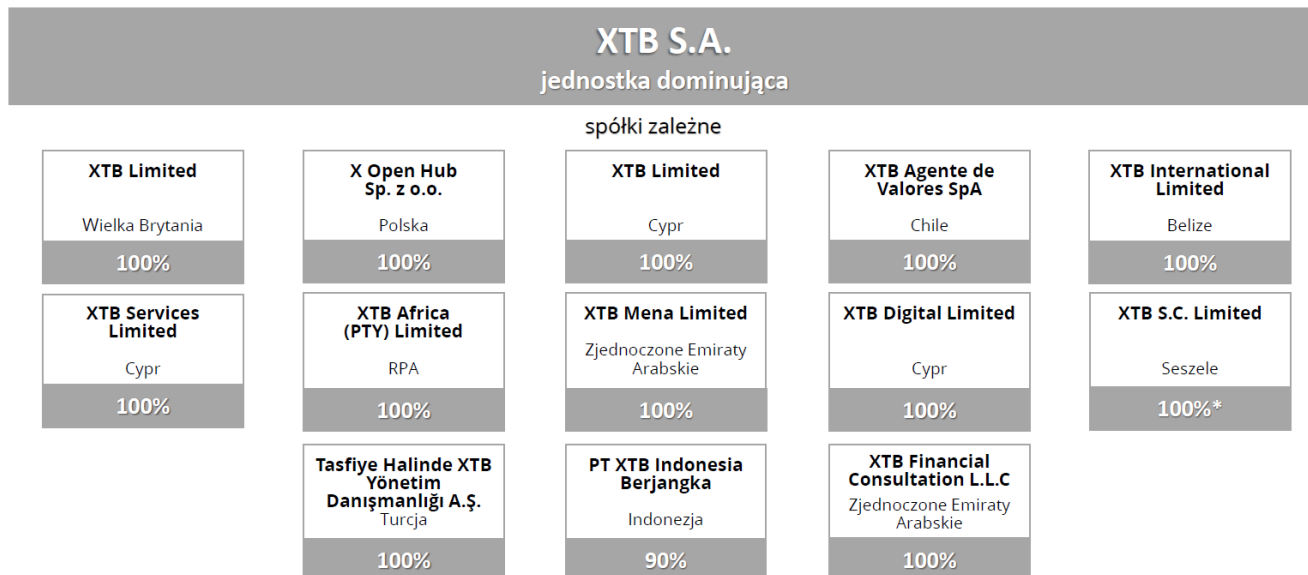 XTB S.A.
jednostka dominująca
spółki zależne
XTB Limited
Wielka Brytania
100%
X Open Hub
Sp. z o.o.
Polska
100%
XTB Limited
Cypr
100%
XTB Agente de
Valores SpA
Chile
100%
XTB International
Limited
Belize
100%
XTB Services
Limited
Cypr
100%
XTB Africa
(PTY) Limited
RPA
100%
XTB Mena Limited
Zjednoczone Emiraty
Arabskie
100%
XTB Digital Limited
Cypr
100%
XTB S.C. Limited
Seszele
100%*
Tasfiye Halinde XTB
Yönetim
Danışmanlığı A.Ş.
Turcja
100%
PT XTB Indonesia
Berjangka
Indonezja
90%
XTB Financial
Consultation L.L.C
Zjednoczone Emiraty
Arabskie
100%